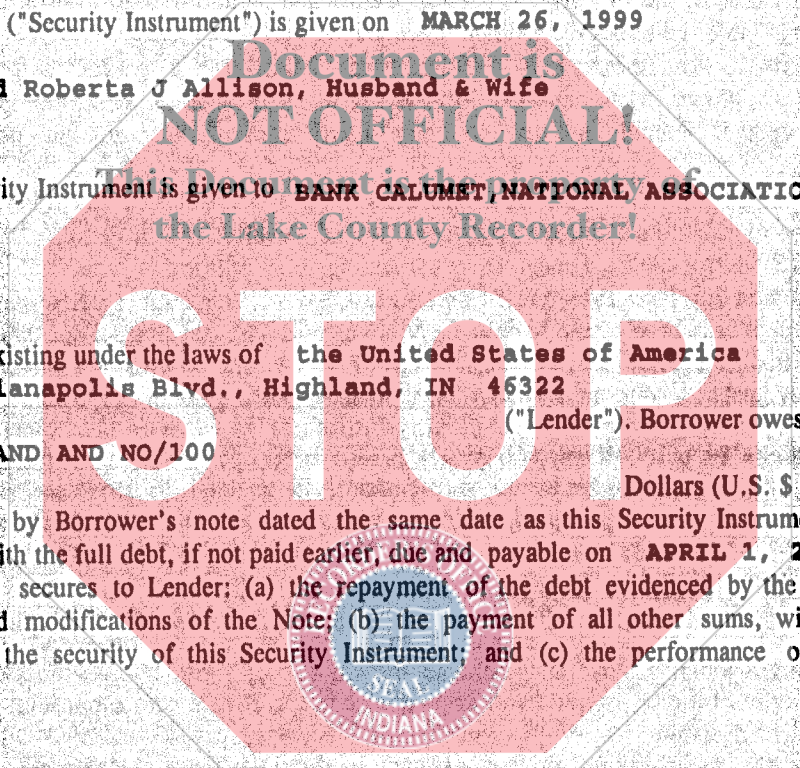 ("Security Instrument") is given on MARCH 26, 1999
Document is
Roberta J Allison, Husband & Wife
NOT OFFICIAL!
This Document is the property of
ity Instrument is given to BANK CALUMET, NATIONAL ASSOCIATIO
the Lake County Recorder!
STOP
xisting under the laws of the United States of America
ianapolis Blvd., Highland, IN 46322
("Lender"). Borrower owes
AND AND NO/100
Dollars (U.S. $
by Borrower's note dated the same date as this Security Instrum
ith the full debt, if not paid earlier, due and payable on APRIL 1, 2
secures to Lender: (a) the repayment of the debt evidenced by the
d modifications of the Note; (b) the payment of all other sums, wi
the security of this Security Instrument; and (c) the performance o
SEAL
INDIANA